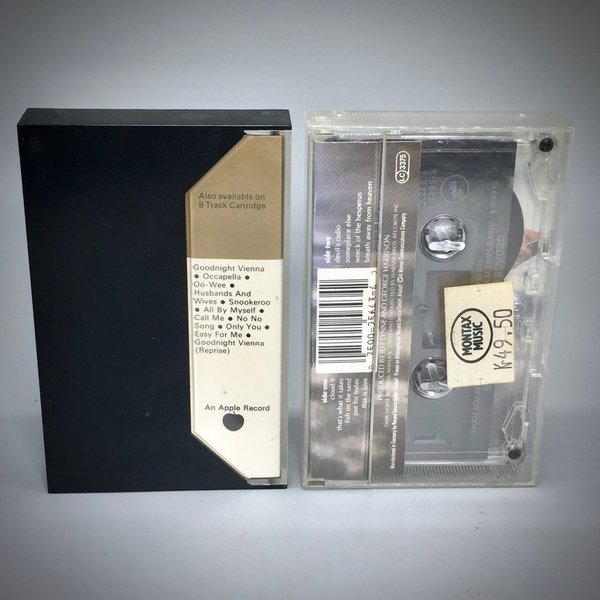 Also available on
8 Track Cartridge
Goodnight Vienna
● Occapella ●
Oo-Wee ●
Husbands And
Wives ● Snookeroo
● All By Myself ●
Call Me ● No No
Song ● Only You ●
Easy For Me ●
Goodnight Vienna
(Reprise)
An Apple Record
LC 3375
side two
devil's radio
someplace else
wreck of the hesperus
breath away from heaven
side one
cloud 9
that's what it takes
fish on the sand
just for today
this is love
PRODUCED BY JEFF LYNNE AND GEORGE HARRISON
GEORGE
MONTAX
MUSIC
k49,50